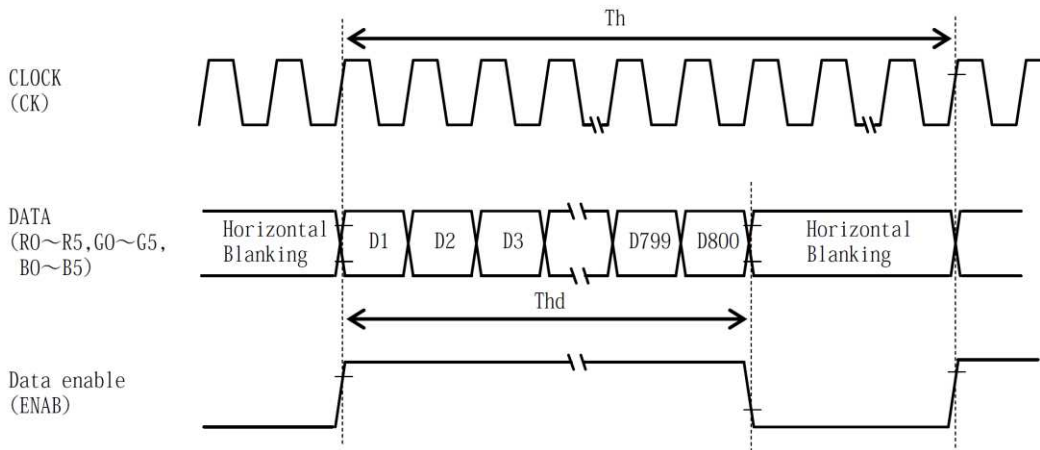 Th
CLOCK
(CK)
DATA
(R0～R5,G0～G5,
B0～B5)
Horizontal
Blanking
D1
D2
D3
D799
D800
Horizontal
Blanking
Thd
Data enable
(ENAB)